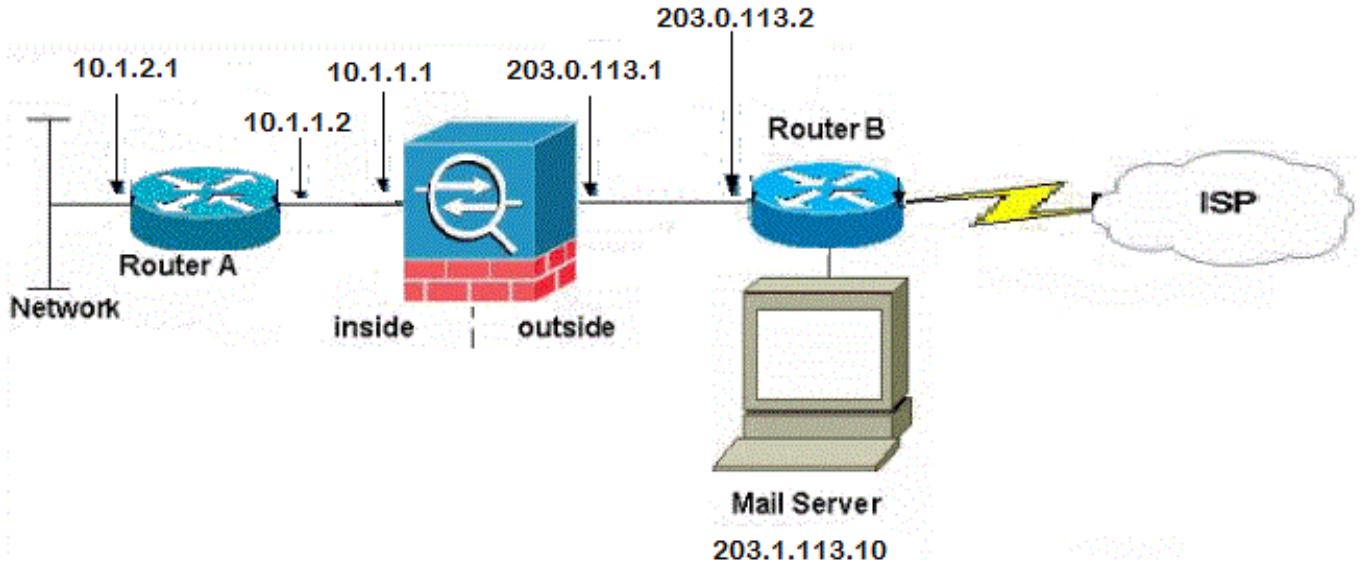 203.0.113.2
10.1.2.1
10.1.1.1
203.0.113.1
10.1.1.2
Router B
ISP
Router A
Network
inside
outside
Mail Server
203.1.113.10